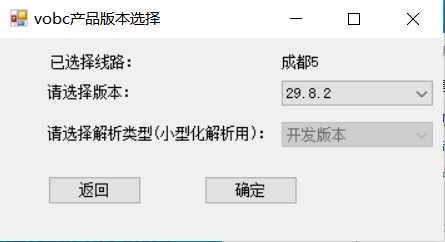 vobc产品版本选择
已选择线路： 成都5
请选择版本： 29.8.2
请选择解析类型(小型化解析用)： 开发版本
返回 确定